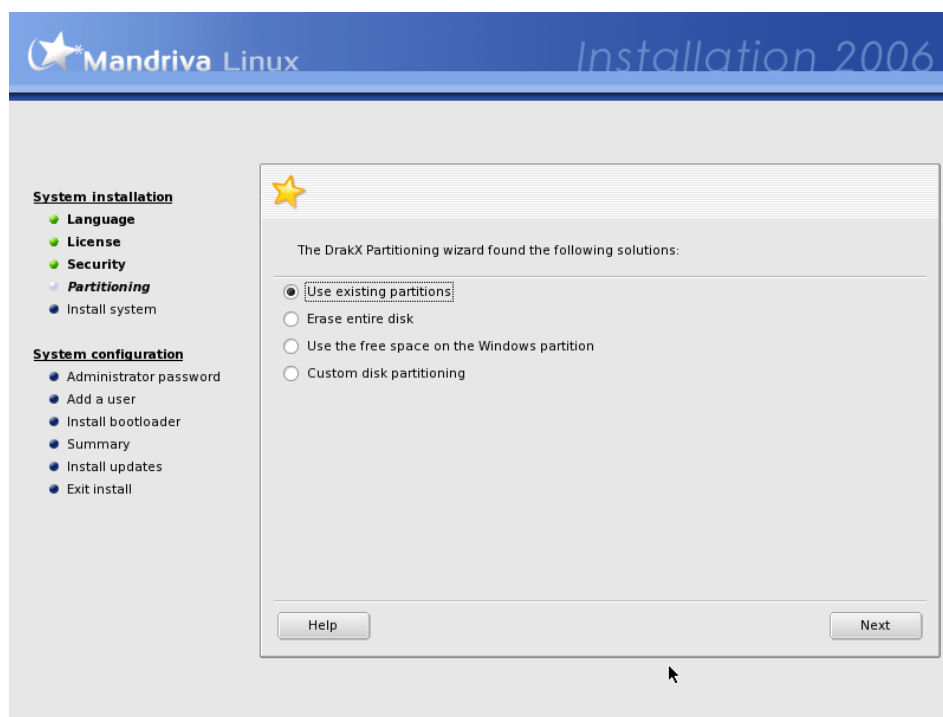 Mandriva Linux
Installation 2006
System installation
Language
License
Security
Partitioning
Install system
System configuration
Administrator password
Add a user
Install bootloader
Summary
Install updates
Exit install
The DrakX Partitioning wizard found the following solutions:
Use existing partitions
Erase entire disk
Use the free space on the Windows partition
Custom disk partitioning
Help
Next